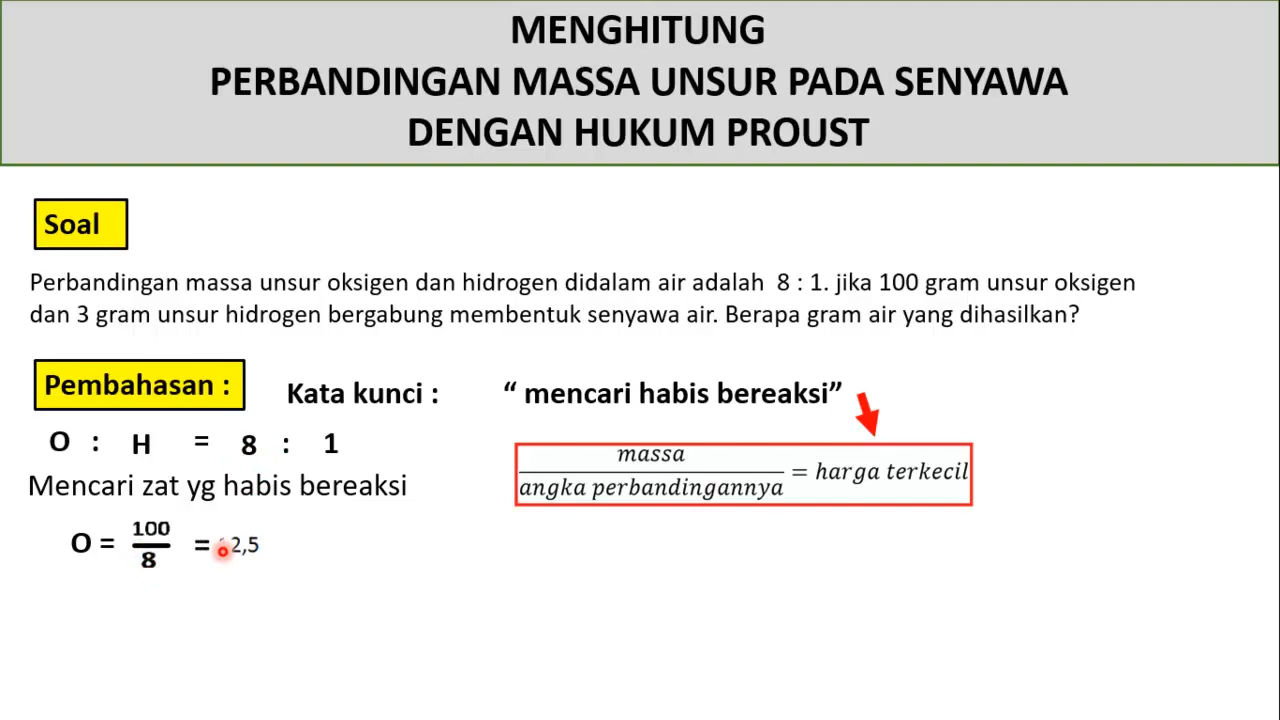 MENGHITUNG
PERBANDINGAN MASSA UNSUR PADA SENYAWA
DENGAN HUKUM PROUST
Soal
Perbandingan massa unsur oksigen dan hidrogen didalam air adalah 8 : 1. jika 100 gram unsur oksigen
dan 3 gram unsur hidrogen bergabung membentuk senyawa air. Berapa gram air yang dihasilkan?
Pembahasan :
Kata kunci : “ mencari habis bereaksi”
O : H = 8 : 1
massa
angka perbandingannya
= harga terkecil
Mencari zat yg habis bereaksi
O = 100
8
= 2,5